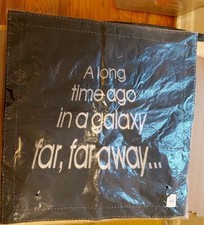 A long
time ago
in a galaxy
far, far away...